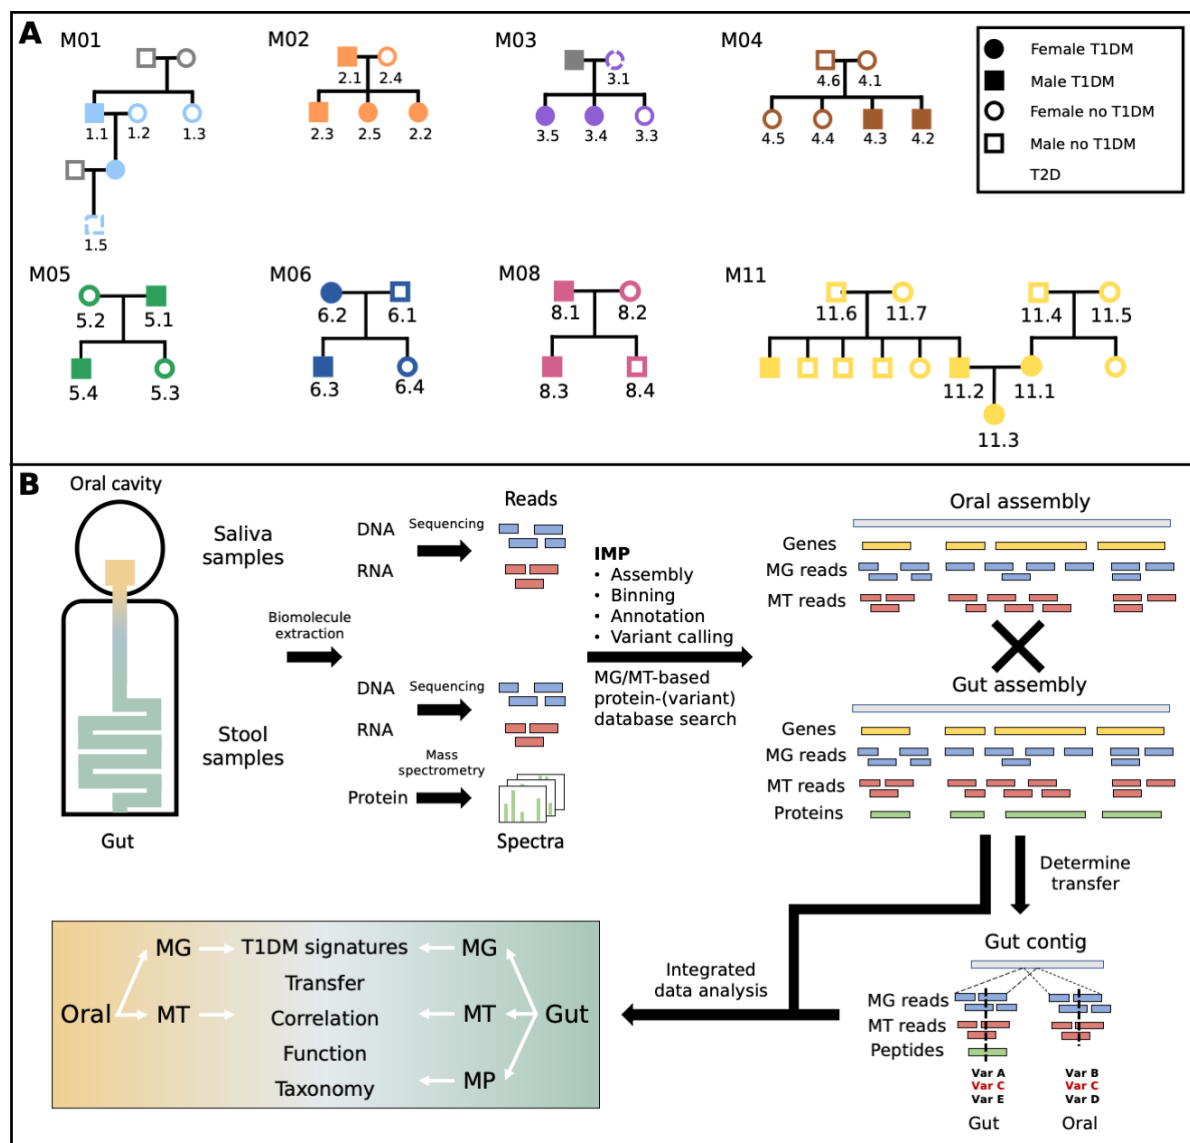 A
M01
1.1
1.2
1.3
1.5
M02
2.1
2.4
2.3
2.5
2.2
M03
3.1
3.5
3.4
3.3
M04
4.6
4.1
4.5
4.4
4.3
4.2
Female T1DM
Male T1DM
Female no T1DM
Male no T1DM
T2D
M05
5.2
5.1
5.4
5.3
M06
6.2
6.1
6.3
6.4
M08
8.1
8.2
8.3
8.4
M11
11.6
11.7
11.4
11.5
11.2
11.1
11.3
B
Oral cavity
Gut
Saliva
samples
Stool
samples
Biomolecule
extraction
DNA
RNA
Sequencing
Reads
DNA
RNA
Sequencing
Protein
Mass
spectrometry
Spectra
IMP
• Assembly
• Binning
• Annotation
• Variant calling
MG/MT-based
protein-(variant)
database search
Oral assembly
Genes
MG reads
MT reads
Gut assembly
Genes
MG reads
MT reads
Proteins
Determine
transfer
Gut contig
MG reads
MT reads
Peptides
Var A
Var C
Var E
Gut
Var B
Var C
Var D
Oral
Integrated
data analysis
Oral
MG
MT
T1DM signatures
Transfer
Correlation
Function
Taxonomy
MG
MT
MP
Gut